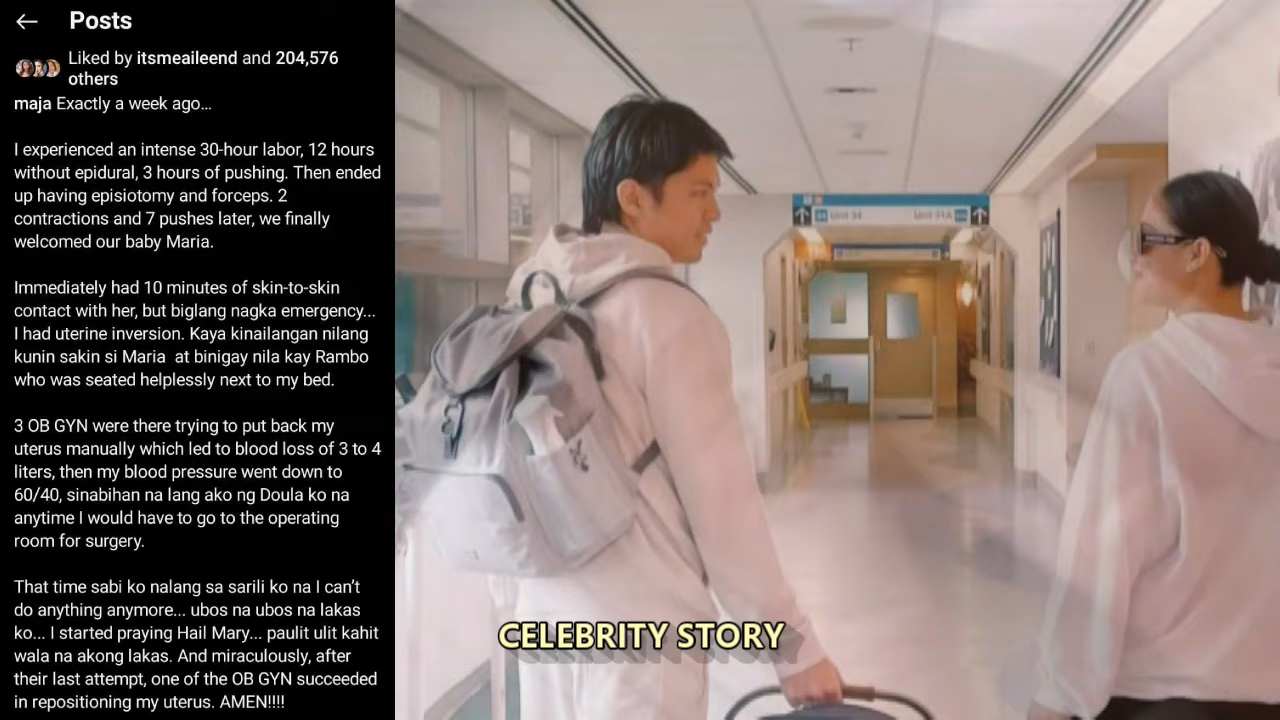 Posts
Liked by itsmeaileend and 204,576
others
maja Exactly a week ago...
I experienced an intense 30-hour labor, 12 hours
without epidural, 3 hours of pushing. Then ended
up having episiotomy and forceps. 2
contractions and 7 pushes later, we finally
welcomed our baby Maria.
Immediately had 10 minutes of skin-to-skin
contact with her, but biglang nagka emergency...
I had uterine inversion. Kaya kinailangan nilang
kunin sakin si Maria at binigay nila kay Rambo
who was seated helplessly next to my bed.
3 OB GYN were there trying to put back my
uterus manually which led to blood loss of 3 to 4
liters, then my blood pressure went down to
60/40, sinabihan na lang ako ng Doula ko na
anytime I would have to go to the operating
room for surgery.
That time sabi ko nalang sa sarili ko na I can't
do anything anymore... ubos na ubos na lakas
ko... I started praying Hail Mary... paulit ulit kahit
wala na akong lakas. And miraculously, after
their last attempt, one of the OB GYN succeeded
in repositioning my uterus. AMEN!!!!
CELEBRITY STORY